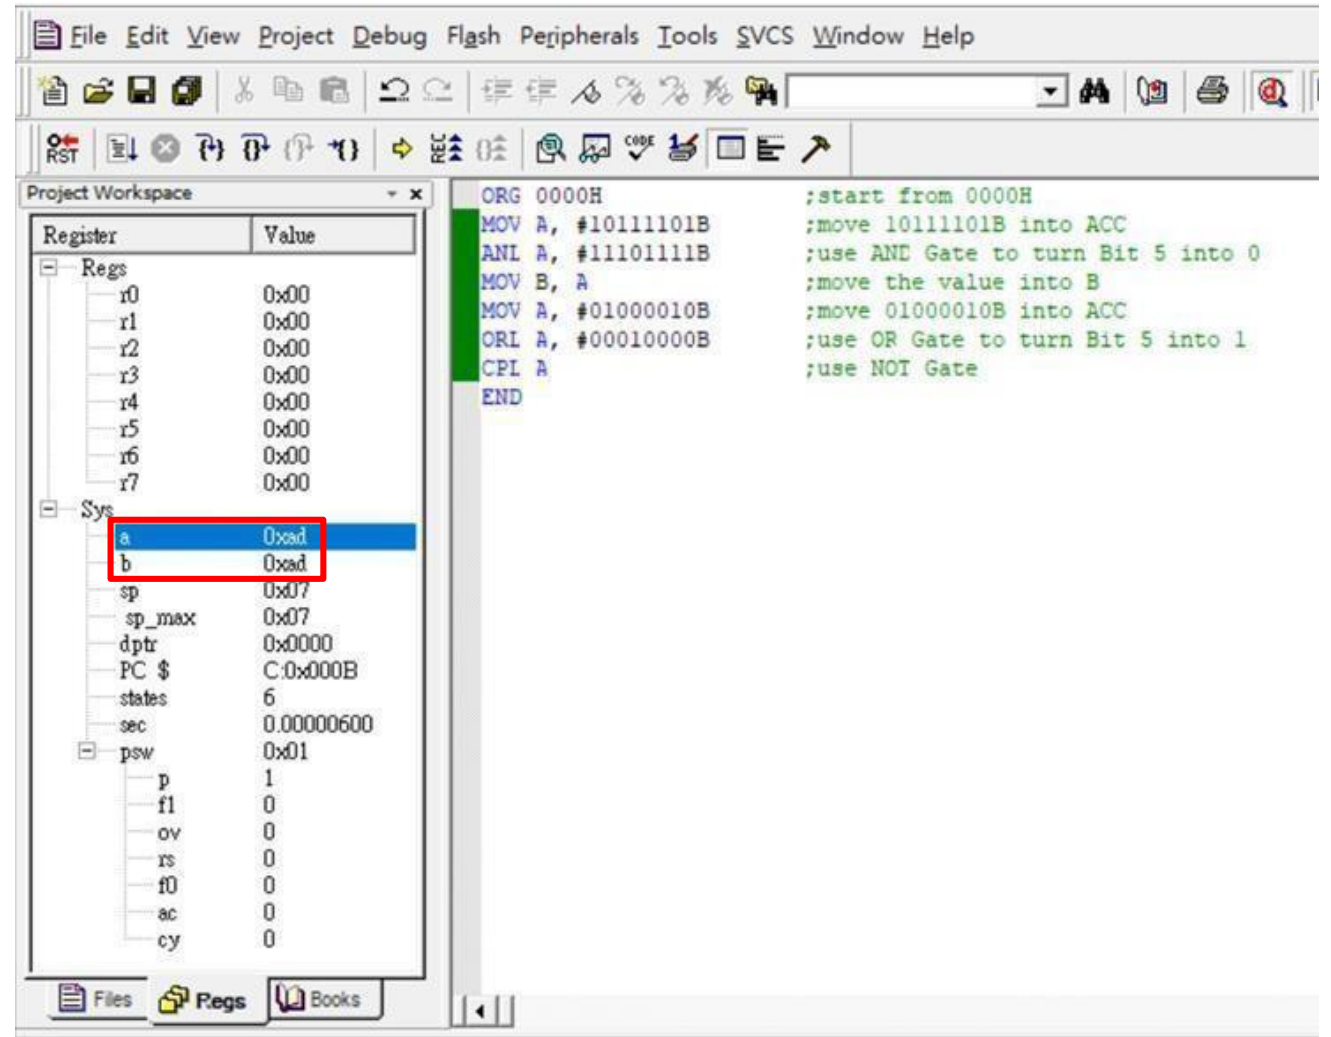 File Edit View Project Debug Flash Peripherals Tools SVCS Window Help
RST REC {}± CODE
Project Workspace
Register Value
Regs
r0 0x00
r1 0x00
r2 0x00
r3 0x00
r4 0x00
r5 0x00
r6 0x00
r7 0x00
Sys
a 0xad
b 0xad
sp 0x07
sp_max 0x07
dptr 0x0000
PC $ C:0x000B
states 6
sec 0.00000600
psw 0x01
p 1
f1 0
ov 0
rs 0
f0 0
ac 0
cy 0
Files Regs Books
ORG 0000H ;start from 0000H
MOV A, #10111101B ;move 10111101B into ACC
ANL A, #11101111B ;use AND Gate to turn Bit 5 into 0
MOV B, A ;move the value into B
MOV A, #01000010B ;move 01000010B into ACC
ORL A, #00010000B ;use OR Gate to turn Bit 5 into 1
CPL A ;use NOT Gate
END